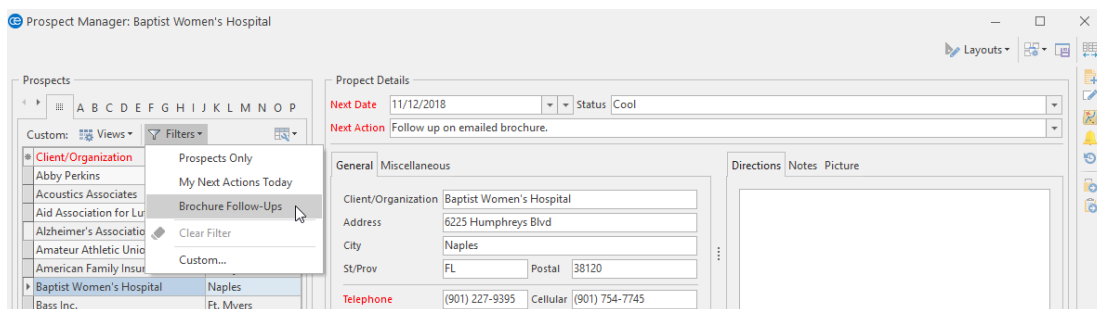 Prospect Manager: Baptist Women's Hospital
Layouts
Prospects
A B C D E F G H I J K L M N O P
Custom: Views Filters
Client/Organization
Abby Perkins
Acoustics Associates
Aid Association for Lu
Alzheimer's Associatio
Amateur Athletic Unio
American Family Insur
Baptist Women's Hospital Naples
Bass Inc. Ft. Myers
Prospects Only
My Next Actions Today
Brochure Follow-Ups
Clear Filter
Custom...
Propect Details
Next Date 11/12/2018 Status Cool
Next Action Follow up on emailed brochure.
General Miscellaneous
Client/Organization Baptist Women's Hospital
Address 6225 Humphreys Blvd
City Naples
St/Prov FL Postal 38120
Telephone (901) 227-9395 Cellular (901) 754-7745
Directions Notes Picture